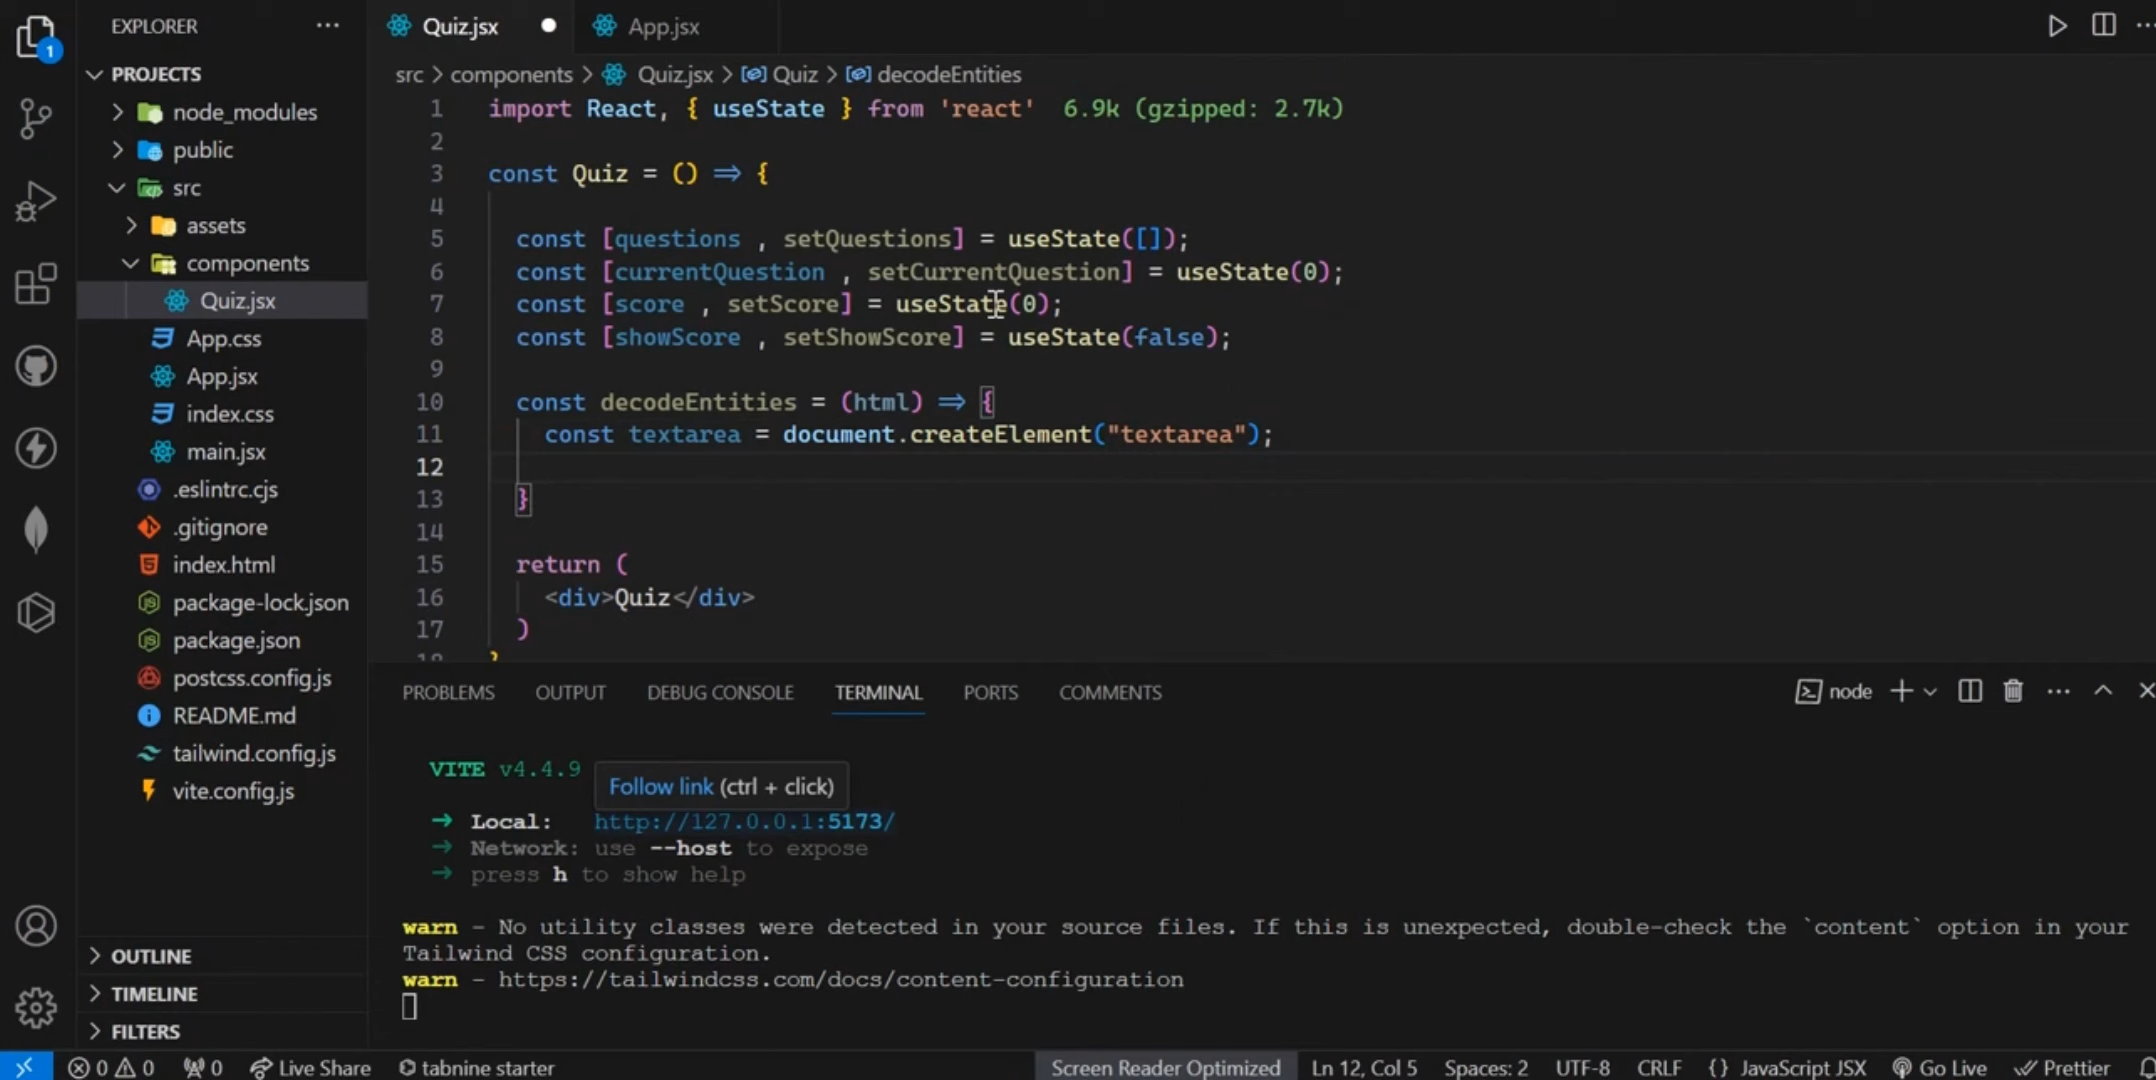 EXPLORER ...
1
PROJECTS
node_modules
public
src
assets
components
Quiz.jsx
App.css
App.jsx
index.css
main.jsx
.eslintrc.cjs
.gitignore
index.html
package-lock.json
package.json
postcss.config.js
README.md
tailwind.config.js
vite.config.js
OUTLINE
TIMELINE
FILTERS
Quiz.jsx App.jsx
src > components > Quiz.jsx > Quiz > decodeEntities
1 import React, { useState } from 'react' 6.9k (gzipped: 2.7k)
2
3 const Quiz = () => {
4
5 const [questions , setQuestions] = useState([]);
6 const [currentQuestion , setCurrentQuestion] = useState(0);
7 const [score , setScore] = useState(0);
8 const [showScore , setShowScore] = useState(false);
9
10 const decodeEntities = (html) => {
11 const textarea = document.createElement("textarea");
12
13 }
14
15 return (
16 <div>Quiz</div>
17 )
18 }
PROBLEMS OUTPUT DEBUG CONSOLE TERMINAL PORTS COMMENTS node
VITE v4.4.9
Follow link (ctrl + click)
➜ Local: http://127.0.0.1:5173/
➜ Network: use --host to expose
➜ press h to show help
warn - No utility classes were detected in your source files. If this is unexpected, double-check the `content` option in your
Tailwind CSS configuration.
warn - https://tailwindcss.com/docs/content-configuration
0 0 0 Live Share tabnine starter Screen Reader Optimized Ln 12, Col 5 Spaces: 2 UTF-8 CRLF {} JavaScript JSX Go Live Prettier